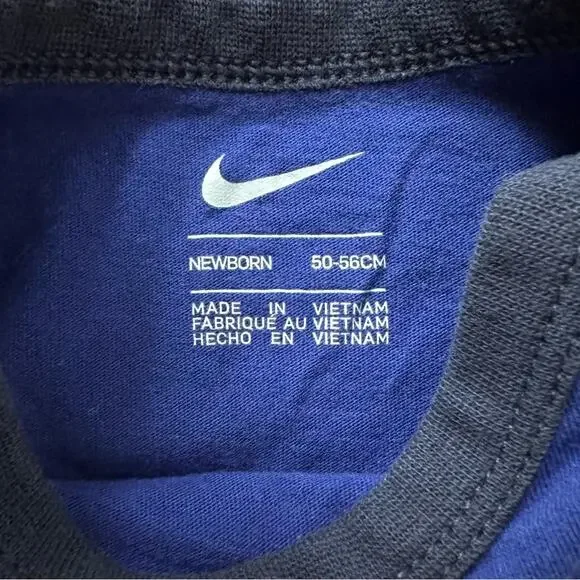 NEWBORN 50-56CM
MADE IN VIETNAM
FABRIQUÉ AU VIETNAM
HECHO EN VIETNAM